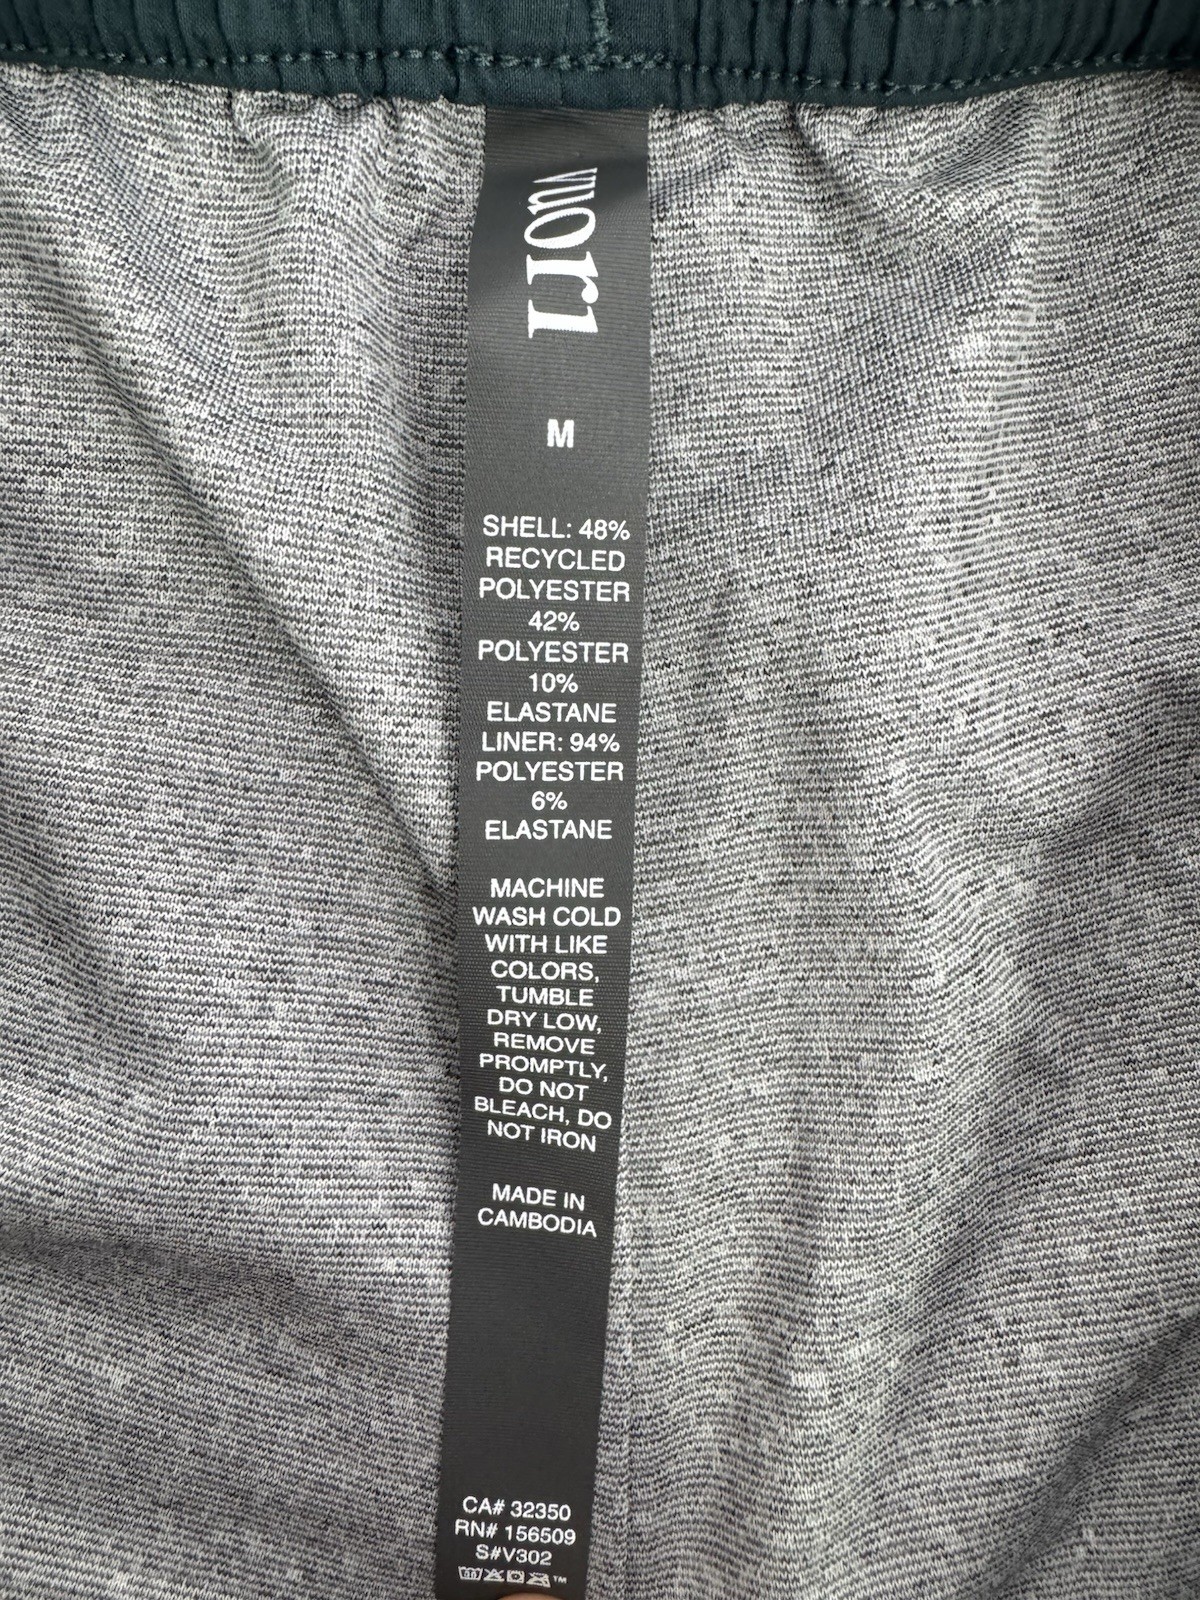 vuori
M
SHELL: 48%
RECYCLED
POLYESTER
42%
POLYESTER
10%
ELASTANE
LINER: 94%
POLYESTER
6%
ELASTANE
MACHINE
WASH COLD
WITH LIKE
COLORS,
TUMBLE
DRY LOW,
REMOVE
PROMPTLY,
DO NOT
BLEACH, DO
NOT IRON
MADE IN
CAMBODIA
CA# 32350
RN# 156509
S#V302
™